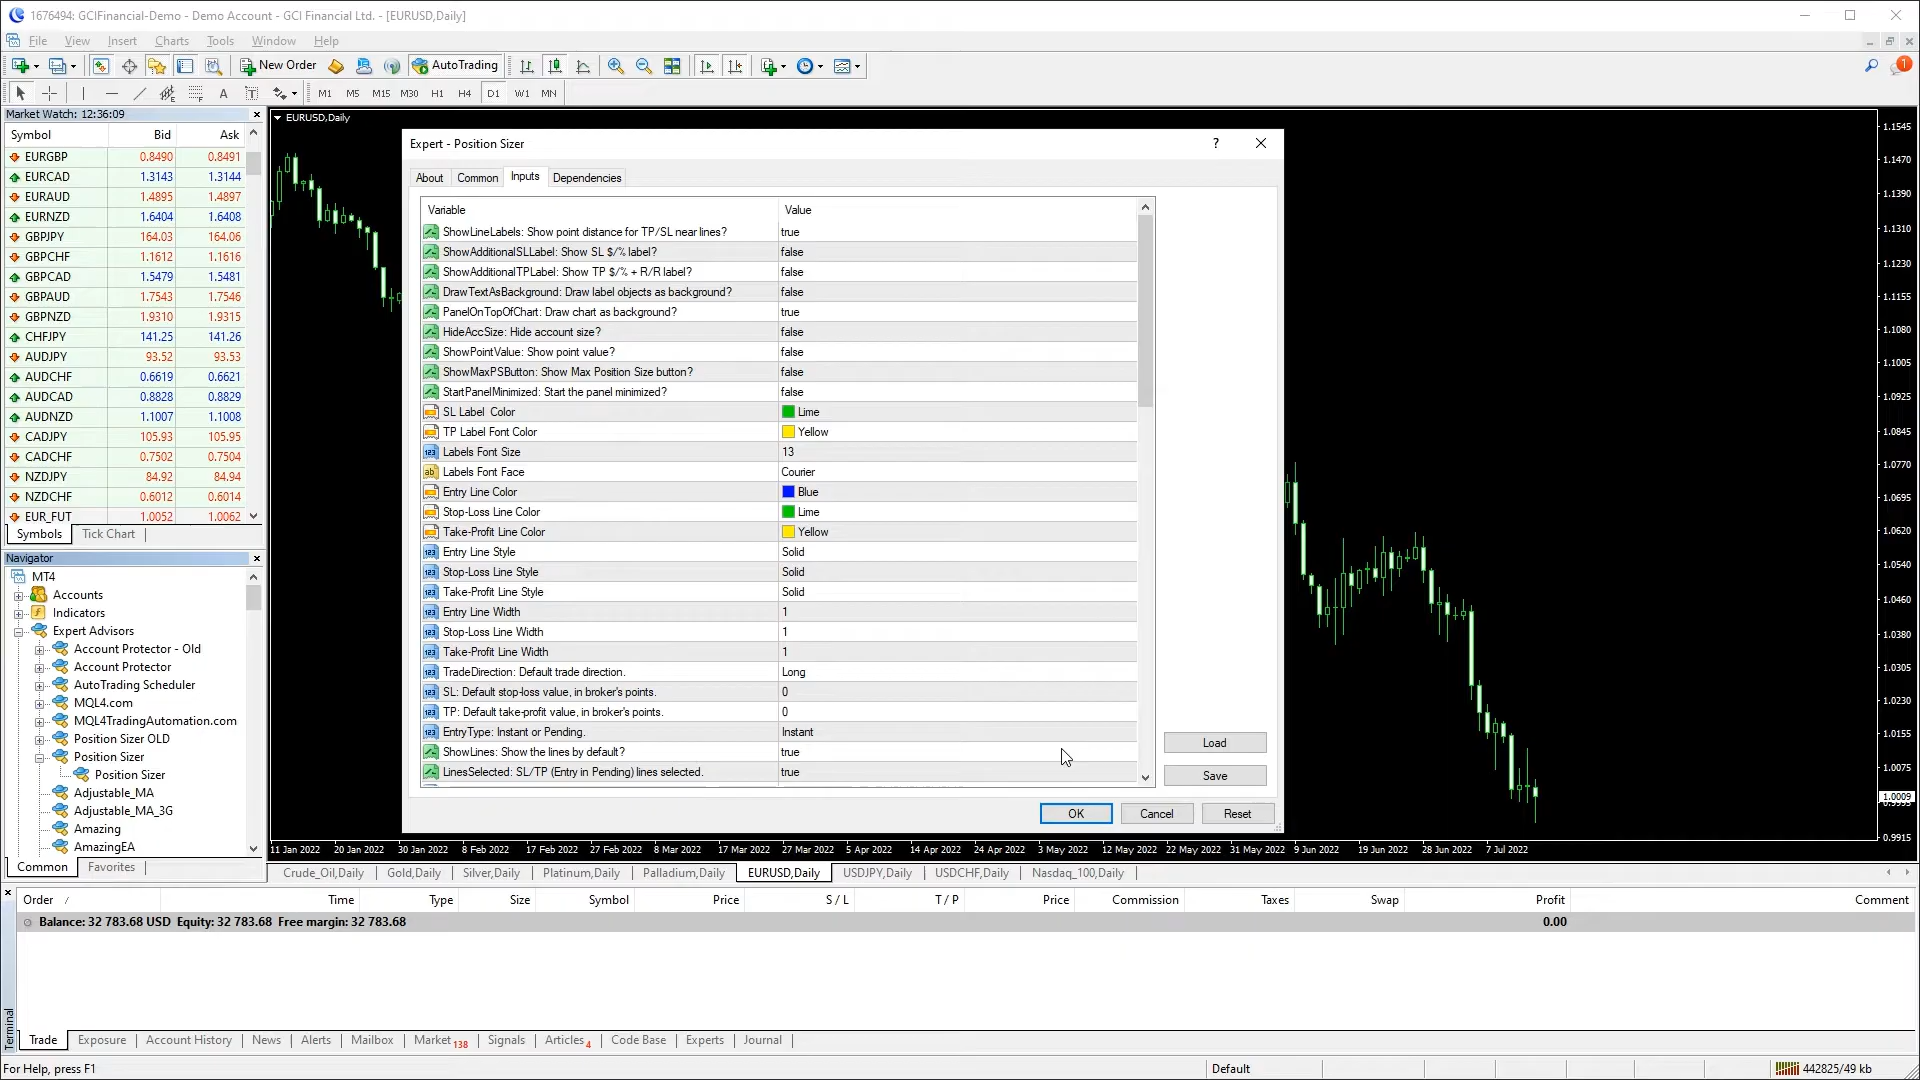 1676494: GCIFinancial-Demo - Demo Account - GCI Financial Ltd. - [EURUSD,Daily]
File View Insert Charts Tools Window Help
New Order AutoTrading 1
A T M1 M5 M15 M30 H1 H4 D1 W1 MN
Market Watch: 12:36:09
Symbol Bid Ask
EURGBP 0.8490 0.8491
EURCAD 1.3143 1.3144
EURAUD 1.4895 1.4897
EURNZD 1.6404 1.6408
GBPJPY 164.03 164.06
GBPCHF 1.1612 1.1616
GBPCAD 1.5479 1.5481
GBPAUD 1.7543 1.7546
GBPNZD 1.9310 1.9315
CHFJPY 141.25 141.26
AUDJPY 93.52 93.53
AUDCHF 0.6619 0.6621
AUDCAD 0.8828 0.8829
AUDNZD 1.1007 1.1008
CADJPY 105.93 105.95
CADCHF 0.7502 0.7504
NZDJPY 84.92 84.94
NZDCHF 0.6012 0.6014
EUR_FUT 1.0052 1.0062
Symbols Tick Chart
Navigator
MT4
Accounts
Indicators
Expert Advisors
Account Protector - Old
Account Protector
AutoTrading Scheduler
MQL4.com
MQL4TradingAutomation.com
Position Sizer OLD
Position Sizer
Position Sizer
Adjustable_MA
Adjustable_MA_3G
Amazing
AmazingEA
Common Favorites
EURUSD,Daily
Expert - Position Sizer ?
About Common Inputs Dependencies
Variable Value
ShowLineLabels: Show point distance for TP/SL near lines? true
ShowAdditionalSLLabel: Show SL $/% label? false
ShowAdditionalTPLabel: Show TP $/% + R/R label? false
DrawTextAsBackground: Draw label objects as background? false
PanelOnTopOfChart: Draw chart as background? true
HideAccSize: Hide account size? false
ShowPointValue: Show point value? false
ShowMaxPSButton: Show Max Position Size button? false
StartPanelMinimized: Start the panel minimized? false
SL Label Color Lime
TP Label Font Color Yellow
Labels Font Size 13
Labels Font Face Courier
Entry Line Color Blue
Stop-Loss Line Color Lime
Take-Profit Line Color Yellow
Entry Line Style Solid
Stop-Loss Line Style Solid
Take-Profit Line Style Solid
Entry Line Width 1
Stop-Loss Line Width 1
Take-Profit Line Width 1
TradeDirection: Default trade direction. Long
SL: Default stop-loss value, in broker's points. 0
TP: Default take-profit value, in broker's points. 0
EntryType: Instant or Pending. Instant
ShowLines: Show the lines by default? true
LinesSelected: SL/TP (Entry in Pending) lines selected. true
Load
Save
OK Cancel Reset
1.1545
1.1470
1.1390
1.1310
1.1230
1.1155
1.1080
1.1005
1.0925
1.0845
1.0770
1.0695
1.0620
1.0540
1.0460
1.0380
1.0305
1.0230
1.0155
1.0075
1.0009
0.9915
11 Jan 2022 20 Jan 2022 30 Jan 2022 8 Feb 2022 17 Feb 2022 27 Feb 2022 8 Mar 2022 17 Mar 2022 27 Mar 2022 5 Apr 2022 14 Apr 2022 24 Apr 2022 3 May 2022 12 May 2022 22 May 2022 31 May 2022 9 Jun 2022 19 Jun 2022 28 Jun 2022 7 Jul 2022
Crude_Oil,Daily Gold,Daily Silver,Daily Platinum,Daily Palladium,Daily EURUSD,Daily USDJPY,Daily USDCHF,Daily Nasdaq_100,Daily
Order / Time Type Size Symbol Price S / L T / P Price Commission Taxes Swap Profit Comment
Balance: 32 783.68 USD Equity: 32 783.68 Free margin: 32 783.68 0.00
Terminal
Trade Exposure Account History News Alerts Mailbox Market 138 Signals Articles 4 Code Base Experts Journal
For Help, press F1 Default 442825/49 kb